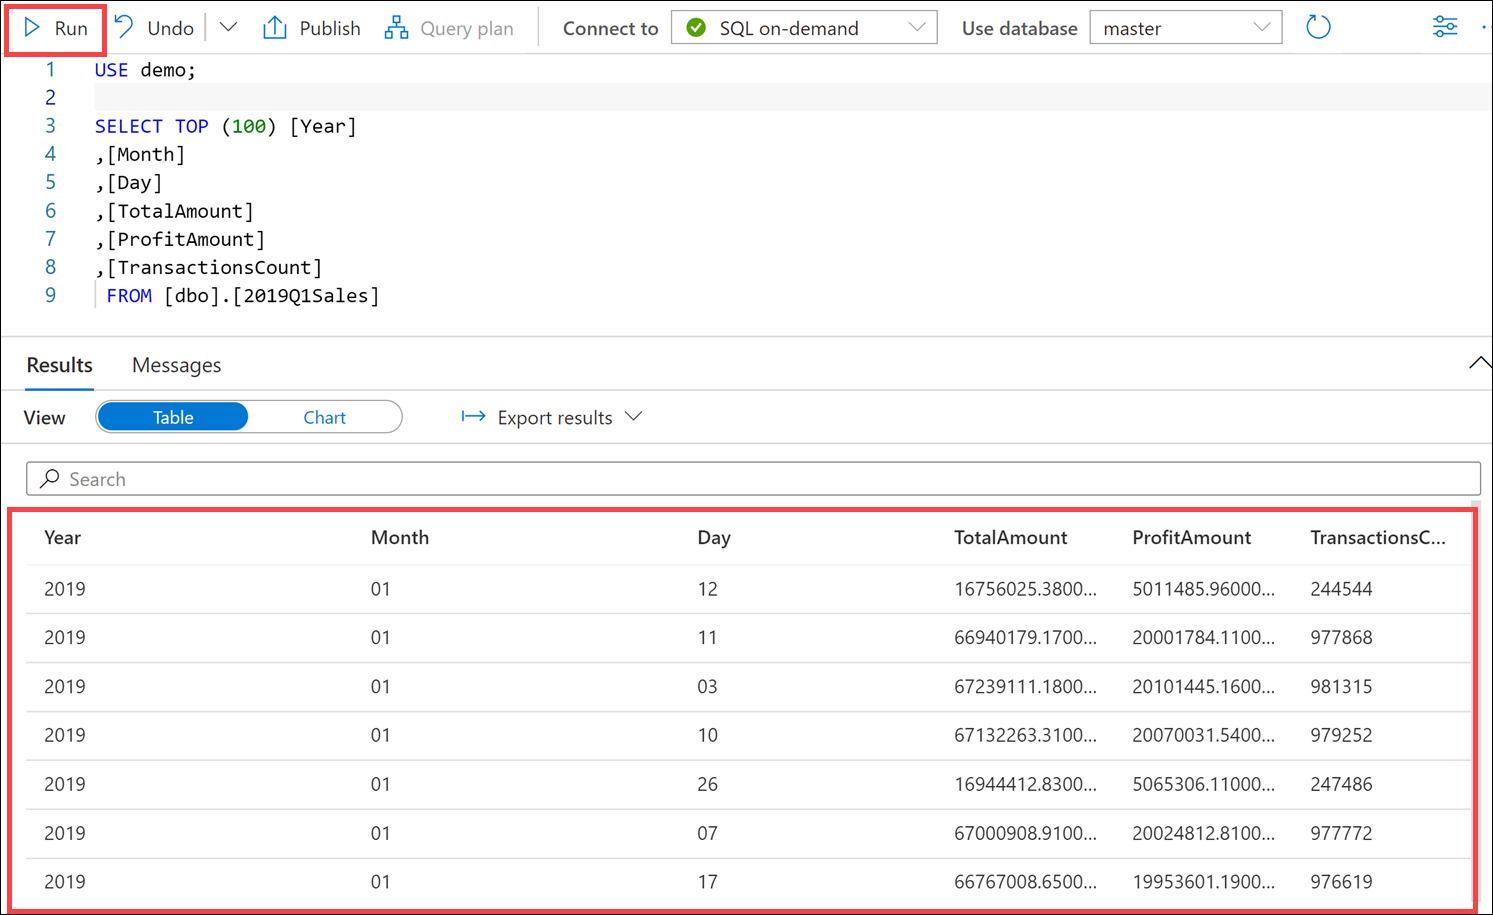 Run Undo Publish Query plan Connect to SQL on-demand Use database master
1 USE demo;
2
3 SELECT TOP (100) [Year]
4 ,[Month]
5 ,[Day]
6 ,[TotalAmount]
7 ,[ProfitAmount]
8 ,[TransactionsCount]
9 FROM [dbo].[2019Q1Sales]
Results Messages
View Table Chart Export results
Search
Year Month Day TotalAmount ProfitAmount TransactionsC...
2019 01 12 16756025.3800... 5011485.96000... 244544
2019 01 11 66940179.1700... 20001784.1100... 977868
2019 01 03 67239111.1800... 20101445.1600... 981315
2019 01 10 67132263.3100... 20070031.5400... 979252
2019 01 26 16944412.8300... 5065306.11000... 247486
2019 01 07 67000908.9100... 20024812.8100... 977772
2019 01 17 66767008.6500... 19953601.1900... 976619